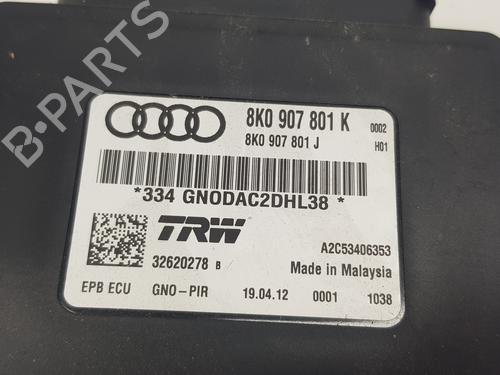 8K0 907 801 K 0002
8K0 907 801 J H01
*334 GNODAC2DHL38 *
TRW
A2C53406353
32620278 B
Made in Malaysia
EPB ECU GNO-PIR 19.04.12 0001 1038
B-PARTS